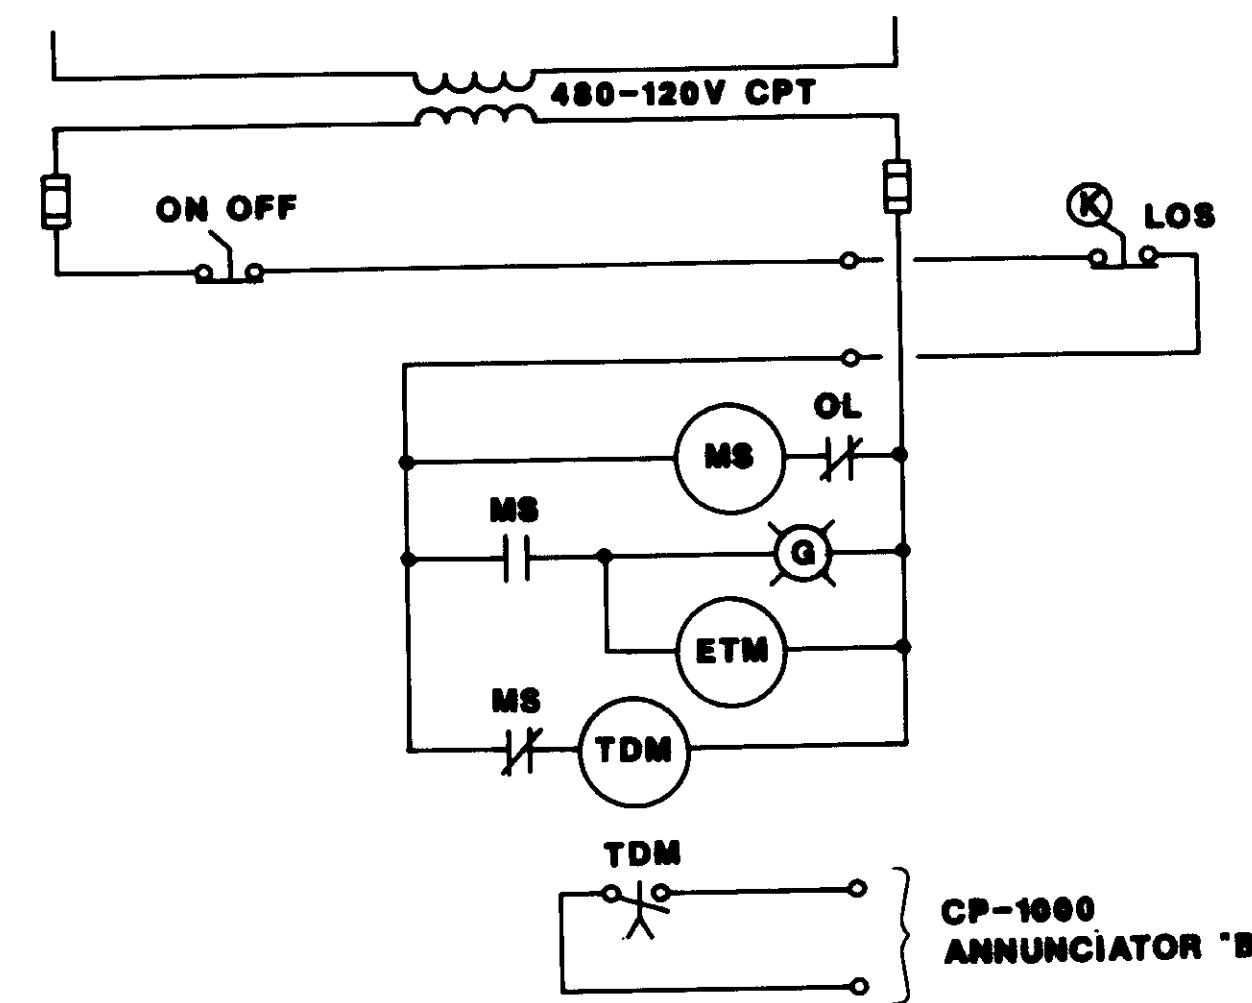 480-120V CPT
ON OFF
K
LOS
OL
MS
MS
G
ETM
MS
TDM
TDM
CP-1000
ANNUNCIATOR "B